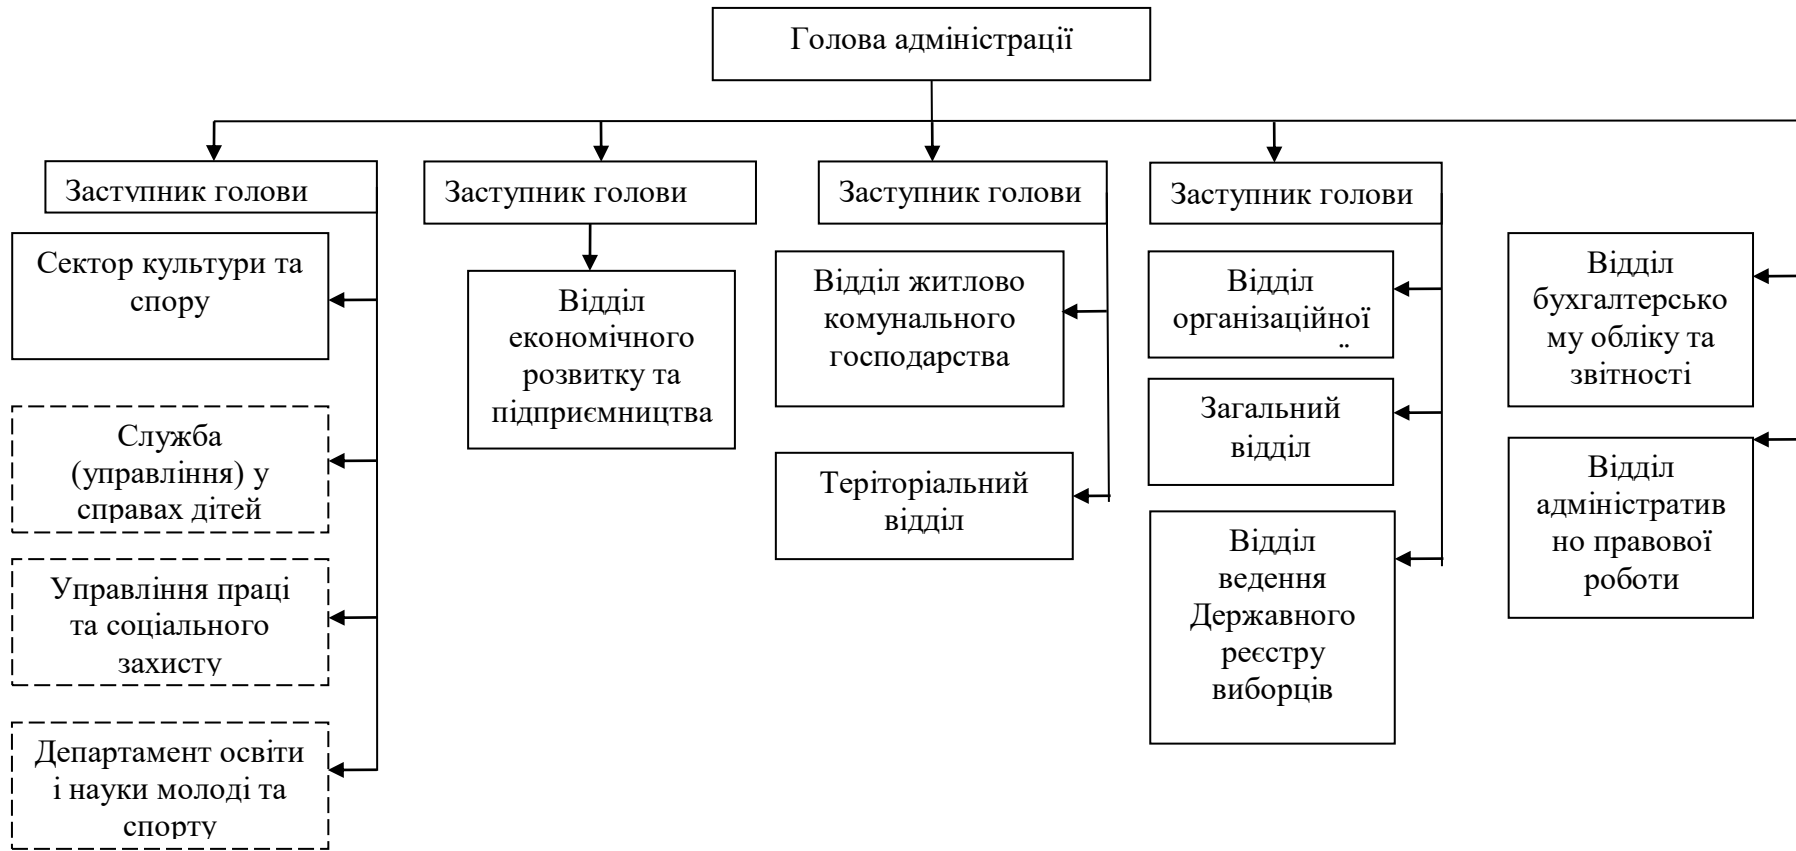 Голова адміністрації
Заступник голови
Заступник голови
Заступник голови
Заступник голови
Сектор культури та
спору
Служба
(управління) у
справах дітей
Управління праці
та соціального
захисту
Департамент освіти
і науки молоді та
спорту
Відділ
економічного
розвитку та
підприємництва
Відділ житлово
комунального
господарства
Теріторіальний
відділ
Відділ
організаційної
Загальний
відділ
Відділ
ведення
Державного
реєстру
виборців
Відділ
бухгалтерсько
му обліку та
звітності
Відділ
адміністратив
но правової
роботи